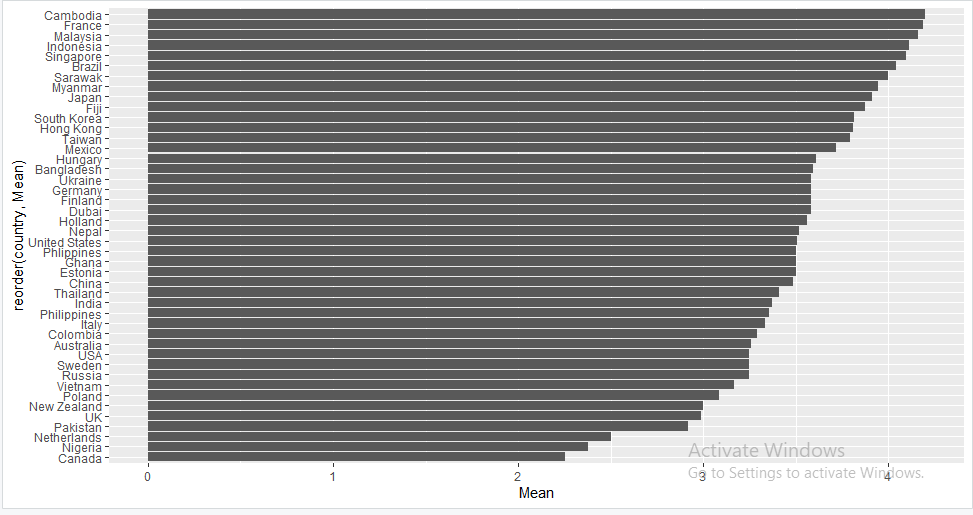 Cambodia
France
Malaysia
Indonesia
Singapore
Brazil
Sarawak
Myanmar
Japan
Fiji
South Korea
Hong Kong
Taiwan
Mexico
Hungary
Bangladesh
Ukraine
Germany
Finland
Dubai
Holland
Nepal
United States
Phlippines
Ghana
Estonia
China
Thailand
India
Philippines
Italy
Colombia
Australia
USA
Sweden
Russia
Vietnam
Poland
New Zealand
UK
Pakistan
Netherlands
Nigeria
Canada
reorder(country, Mean)
0 1 2 3 4
Mean
Activate Windows
Go to Settings to activate Windows.